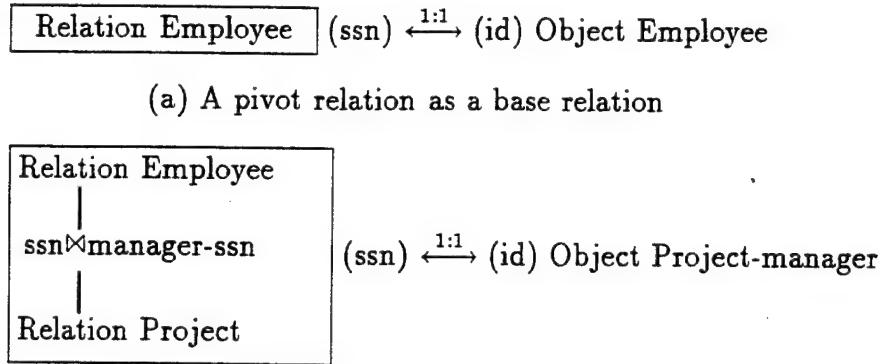 Relation Employee (ssn) ⟷ 1:1 (id) Object Employee
(a) A pivot relation as a base relation
Relation Employee
ssn⋈manager-ssn
(ssn) ⟷ 1:1 (id) Object Project-manager
Relation Project